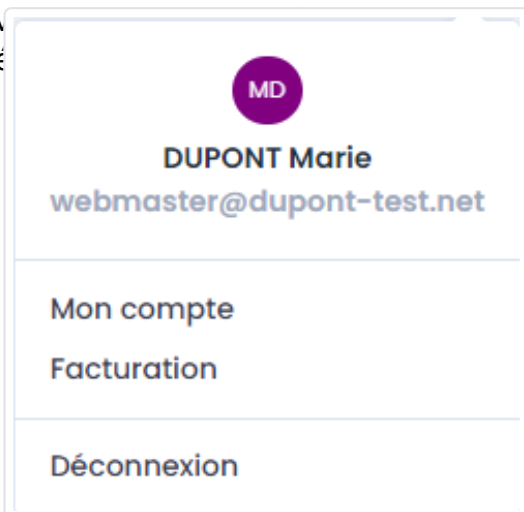 MD
DUPONT Marie
webmaster@dupont-test.net
Mon compte
Facturation
Déconnexion